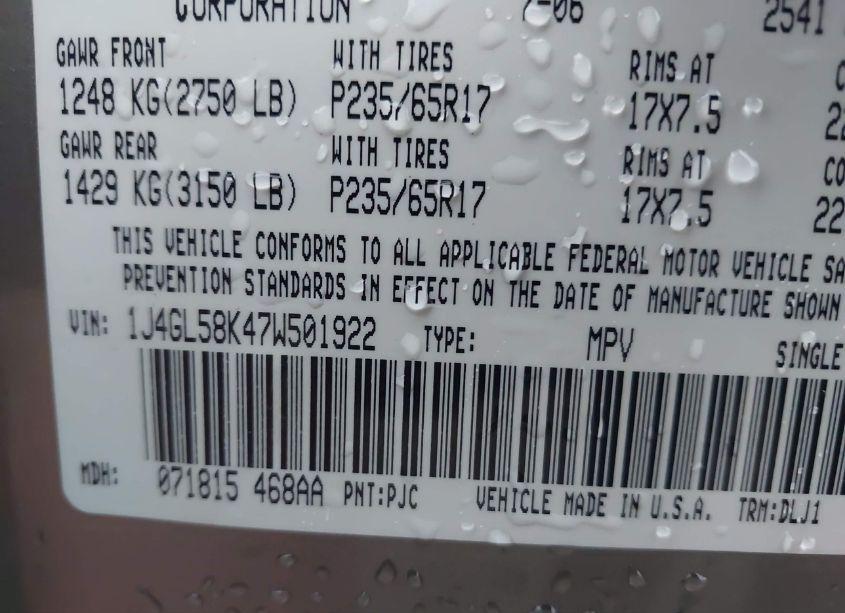 CORPORATION 7-06 2541
GAWR FRONT WITH TIRES RIMS AT
1248 KG(2750 LB) P235/65R17 17X7.5
GAWR REAR WITH TIRES RIMS AT
1429 KG(3150 LB) P235/65R17 17X7.5
THIS VEHICLE CONFORMS TO ALL APPLICABLE FEDERAL MOTOR VEHICLE SA
PREVENTION STANDARDS IN EFFECT ON THE DATE OF MANUFACTURE SHOWN
VIN: 1J4GL58K47W501922 TYPE: MPV SINGLE
MDH: 071815 468AA PNT:PJC VEHICLE MADE IN U.S.A. TRM:DLJ1